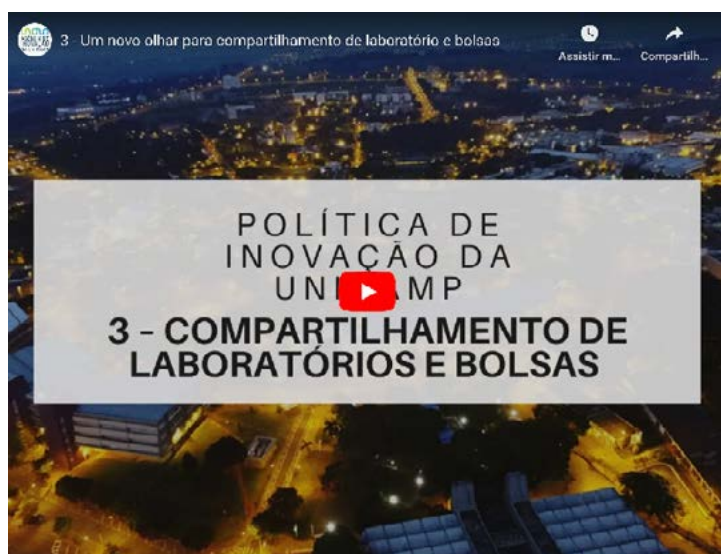 3 - Um novo olhar para compartilhamento de laboratório e bolsas
Assistir m...
Compartilh...
POLÍTICA DE
INOVAÇÃO DA
UNI AMP
3 - COMPARTILHAMENTO DE
LABORATÓRIOS E BOLSAS